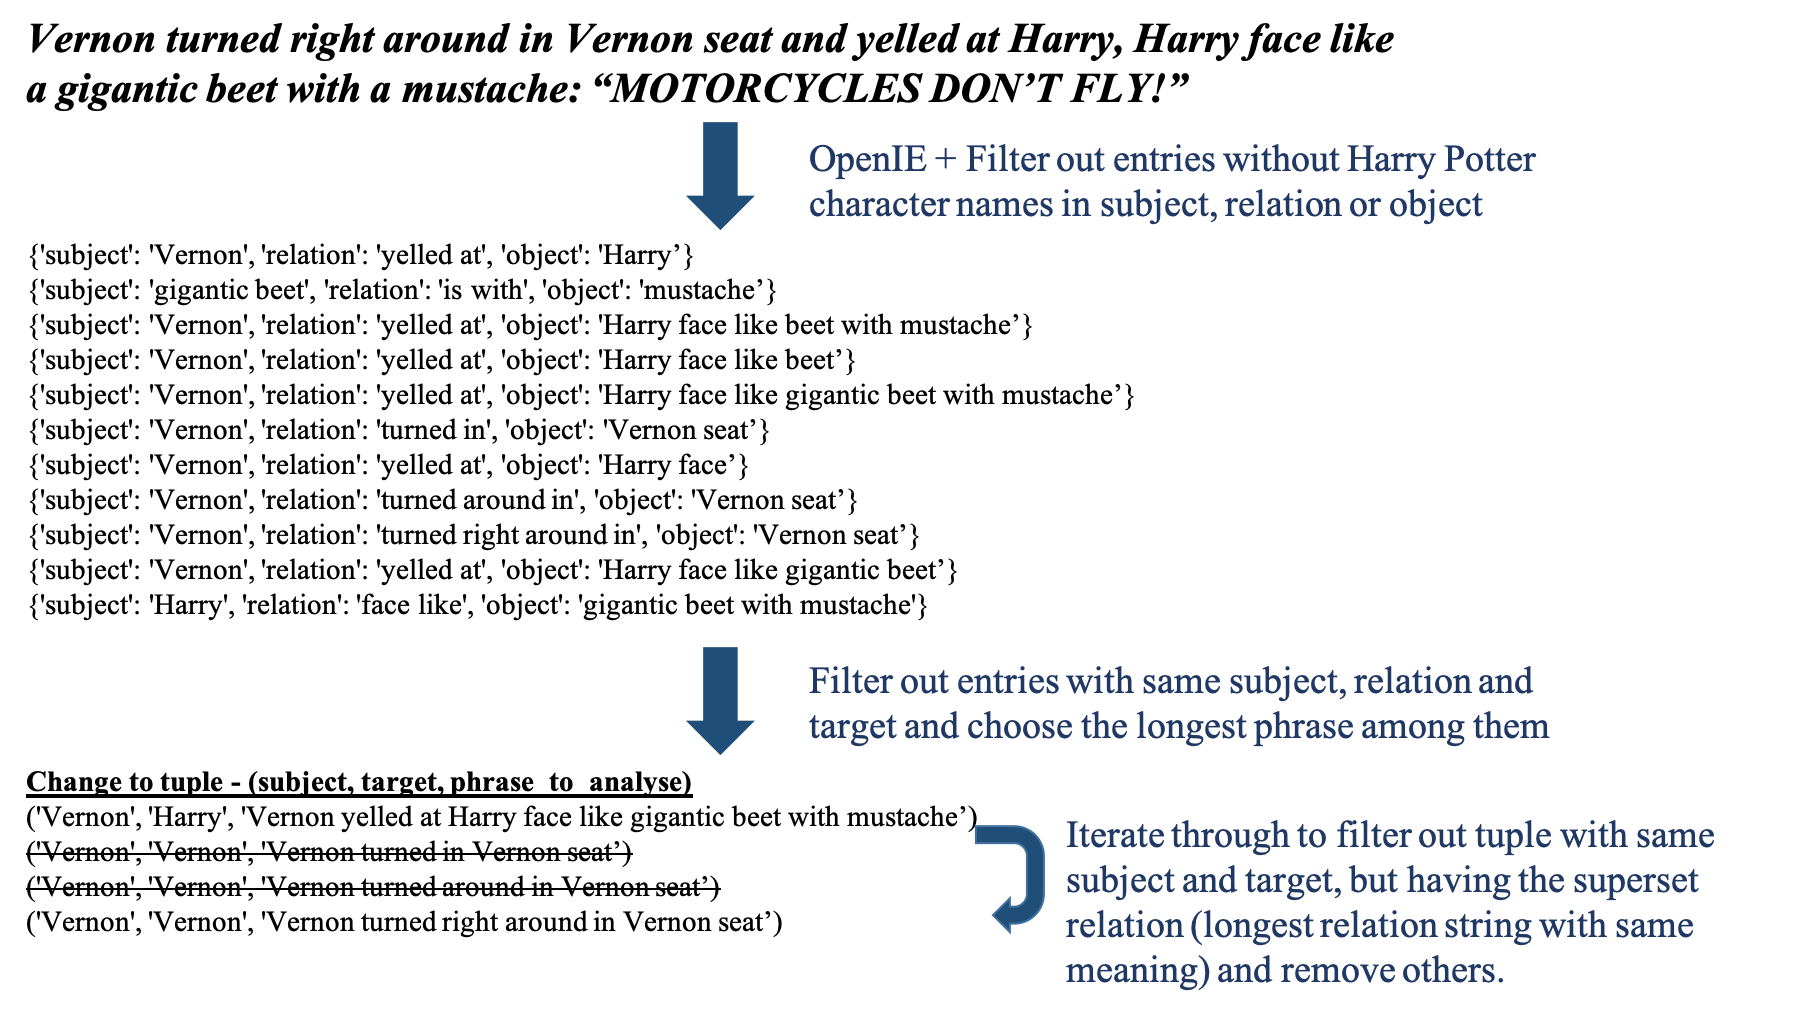 Vernon turned right around in Vernon seat and yelled at Harry, Harry face like
a gigantic beet with a mustache: “MOTORCYCLES DON’T FLY!”
OpenIE + Filter out entries without Harry Potter
character names in subject, relation or object
{'subject': 'Vernon', 'relation': 'yelled at', 'object': 'Harry’}
{'subject': 'gigantic beet', 'relation': 'is with', 'object': 'mustache’}
{'subject': 'Vernon', 'relation': 'yelled at', 'object': 'Harry face like beet with mustache’}
{'subject': 'Vernon', 'relation': 'yelled at', 'object': 'Harry face like beet’}
{'subject': 'Vernon', 'relation': 'yelled at', 'object': 'Harry face like gigantic beet with mustache’}
{'subject': 'Vernon', 'relation': 'turned in', 'object': 'Vernon seat’}
{'subject': 'Vernon', 'relation': 'yelled at', 'object': 'Harry face’}
{'subject': 'Vernon', 'relation': 'turned around in', 'object': 'Vernon seat’}
{'subject': 'Vernon', 'relation': 'turned right around in', 'object': 'Vernon seat’}
{'subject': 'Vernon', 'relation': 'yelled at', 'object': 'Harry face like gigantic beet’}
{'subject': 'Harry', 'relation': 'face like', 'object': 'gigantic beet with mustache'}
Filter out entries with same subject, relation and
target and choose the longest phrase among them
Change to tuple - (subject, target, phrase_to_analyse)
('Vernon', 'Harry', 'Vernon yelled at Harry face like gigantic beet with mustache’)
('Vernon', 'Vernon', 'Vernon turned in Vernon seat’)
('Vernon', 'Vernon', 'Vernon turned around in Vernon seat’)
('Vernon', 'Vernon', 'Vernon turned right around in Vernon seat’)
Iterate through to filter out tuple with same
subject and target, but having the superset
relation (longest relation string with same
meaning) and remove others.